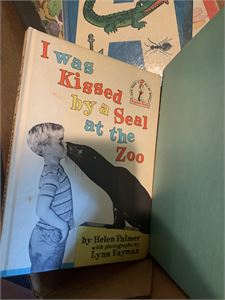 I was
Kissed
by a Seal
at the
Zoo
by Helen Palmer
with photographs by
Lynn Fayman